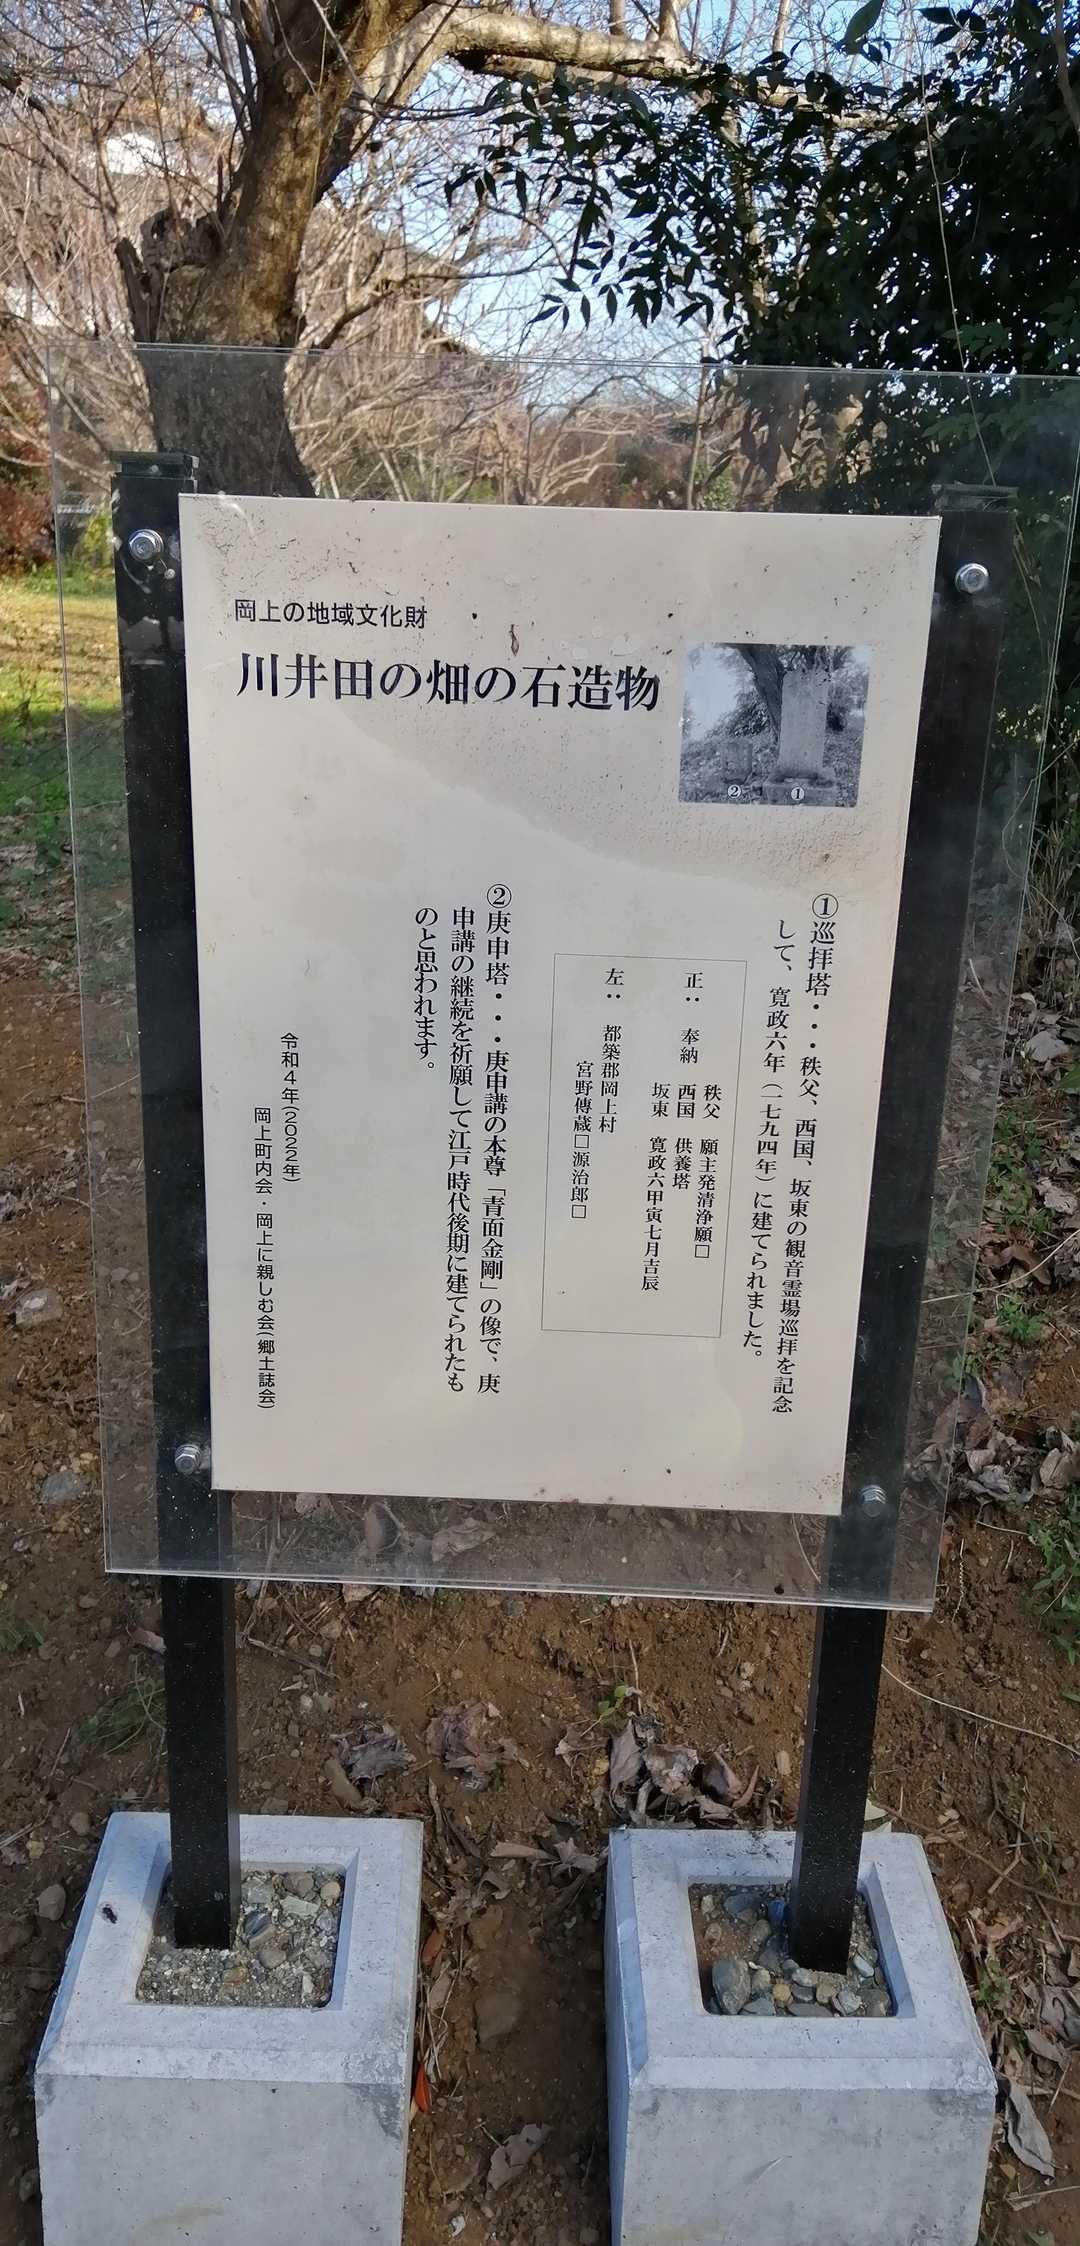 岡上の地域文化財
川井田の畑の石造物
② ①
①巡拝塔・・・秩父、西国、坂東の観音霊場巡拝を記念
して、寛政六年(一七九四年)に建てられました。
正： 奉納 秩父 願主発清浄願□
西国 供養塔
坂東 寛政六甲寅七月吉辰
左： 都築郡岡上村
宮野傳蔵□源治郎□
②庚申塔・・・庚申講の本尊「青面金剛」の像で、庚
申講の継続を祈願して江戸時代後期に建てられたも
のと思われます。
令和４年(2022年)
岡上町内会・岡上に親しむ会(郷土誌会)